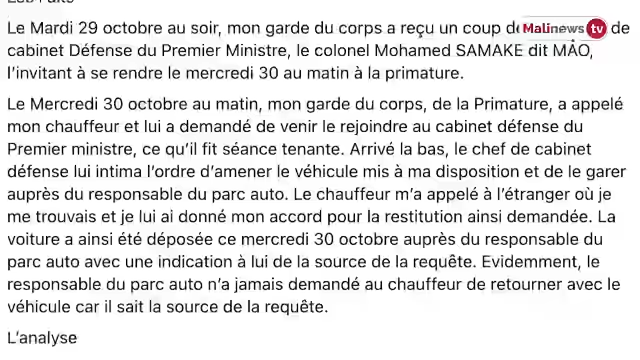 Le Mardi 29 octobre au soir, mon garde du corps a reçu un coup de
Malinews tv
de
cabinet Défense du Premier Ministre, le colonel Mohamed SAMAKE dit MAO,
l'invitant à se rendre le mercredi 30 au matin à la primature.
Le Mercredi 30 octobre au matin, mon garde du corps, de la Primature, a appelé
mon chauffeur et lui a demandé de venir le rejoindre au cabinet défense du
Premier ministre, ce qu'il fit séance tenante. Arrivé la bas, le chef de cabinet
défense lui intima l'ordre d'amener le véhicule mis à ma disposition et de le garer
auprès du responsable du parc auto. Le chauffeur m'a appelé à l'étranger où je
me trouvais et je lui ai donné mon accord pour la restitution ainsi demandée. La
voiture a ainsi été déposée ce mercredi 30 octobre auprès du responsable du
parc auto avec une indication à lui de la source de la requête. Evidemment, le
responsable du parc auto n'a jamais demandé au chauffeur de retourner avec le
véhicule car il sait la source de la requête.
L'analyse